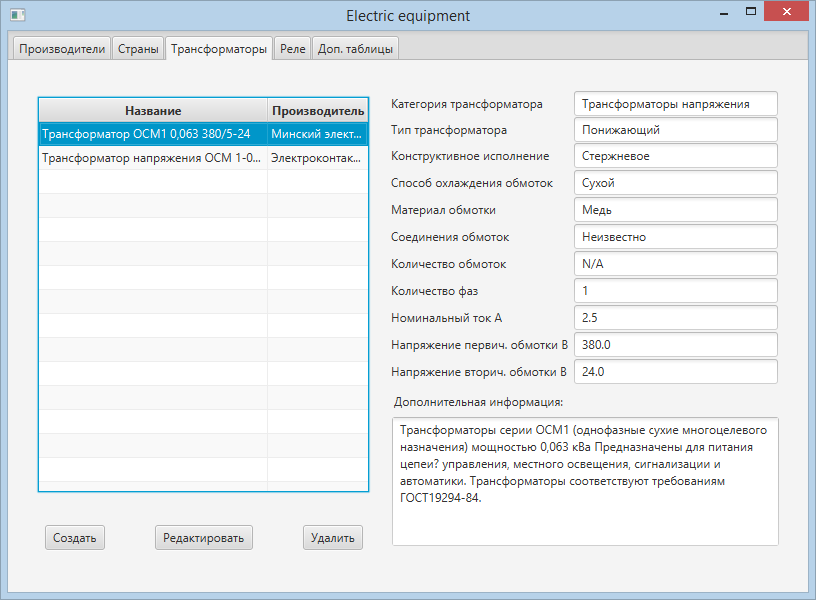 Electric equipment
Производители Страны Трансформаторы Реле Доп. таблицы
Название Производитель
Трансформатор ОСМ1 0,063 380/5-24 Минский элект...
Трансформатор напряжения ОСМ 1-0... Электроконтак...
Категория трансформатора Трансформаторы напряжения
Тип трансформатора Понижающий
Конструктивное исполнение Стержневое
Способ охлаждения обмоток Сухой
Материал обмотки Медь
Соединения обмоток Неизвестно
Количество обмоток N/A
Количество фаз 1
Номинальный ток А 2.5
Напряжение первич. обмотки В 380.0
Напряжение вторич. обмотки В 24.0
Дополнительная информация:
Трансформаторы серии ОСМ1 (однофазные сухие многоцелевого
назначения) мощностью 0,063 кВа Предназначены для питания
цепеи? управления, местного освещения, сигнализации и
автоматики. Трансформаторы соответствуют требованиям
ГОСТ19294-84.
Создать Редактировать Удалить